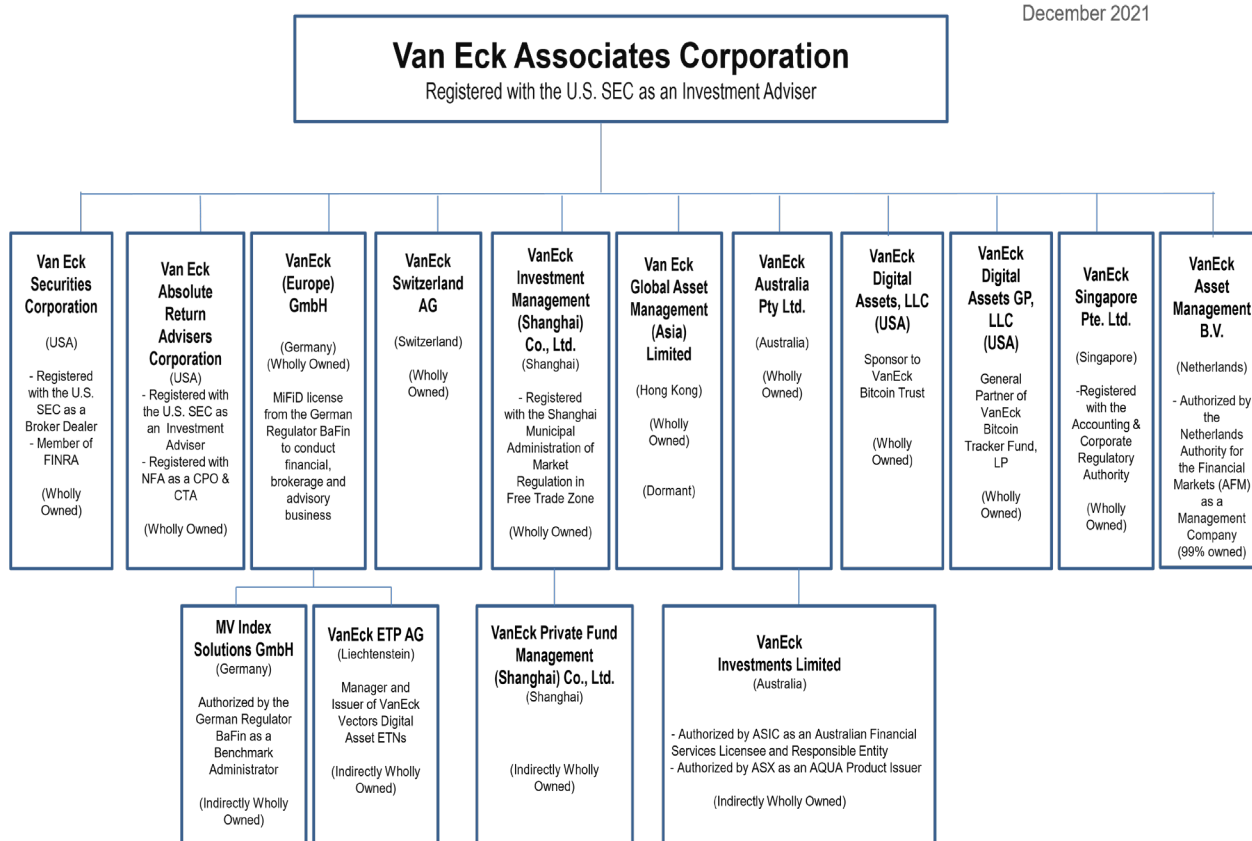 December 2021
Van Eck Associates Corporation
Registered with the U.S. SEC as an Investment Adviser
Van Eck
Securities
Corporation
(USA)
- Registered
with the U.S.
SEC as a
Broker Dealer
- Member of
FINRA
(Wholly
Owned)
Van Eck
Absolute
Return
Advisers
Corporation
(USA)
- Registered with
the U.S. SEC as
an Investment
Adviser
- Registered with
NFA as a CPO &
CTA
(Wholly Owned)
VanEck
(Europe)
GmbH
(Germany)
(Wholly Owned)
MiFiD license
from the German
Regulator BaFin
to conduct
financial,
brokerage and
advisory
business
VanEck
Switzerland
AG
(Switzerland)
(Wholly
Owned)
VanEck
Investment
Management
(Shanghai)
Co., Ltd.
(Shanghai)
- Registered
with the Shanghai
Municipal
Administration of
Market
Regulation in
Free Trade Zone
(Wholly Owned)
Van Eck
Global Asset
Management
(Asia)
Limited
(Hong Kong)
(Wholly
Owned)
(Dormant)
VanEck
Australia
Pty Ltd.
(Australia)
(Wholly
Owned)
VanEck
Digital
Assets, LLC
(USA)
Sponsor to
VanEck
Bitcoin Trust
(Wholly
Owned)
VanEck
Digital
Assets GP,
LLC
(USA)
General
Partner of
VanEck
Bitcoin
Tracker Fund,
LP
(Wholly
Owned)
VanEck
Singapore
Pte. Ltd.
(Singapore)
-Registered
with the
Accounting &
Corporate
Regulatory
Authority
(Wholly
Owned)
VanEck
Asset
Management
B.V.
(Netherlands)
- Authorized by
the
Netherlands
Authority for
the Financial
Markets (AFM)
as a
Management
Company
(99% owned)
MV Index
Solutions GmbH
(Germany)
Authorized by the
German Regulator
BaFin as a
Benchmark
Administrator
(Indirectly Wholly
Owned)
VanEck ETP AG
(Liechtenstein)
Manager and
Issuer of VanEck
Vectors Digital
Asset ETNs
(Indirectly Wholly
Owned)
VanEck Private Fund
Management
(Shanghai) Co., Ltd.
(Shanghai)
(Indirectly Wholly
Owned)
VanEck
Investments Limited
(Australia)
- Authorized by ASIC as an Australian Financial
Services Licensee and Responsible Entity
- Authorized by ASX as an AQUA Product Issuer
(Indirectly Wholly Owned)